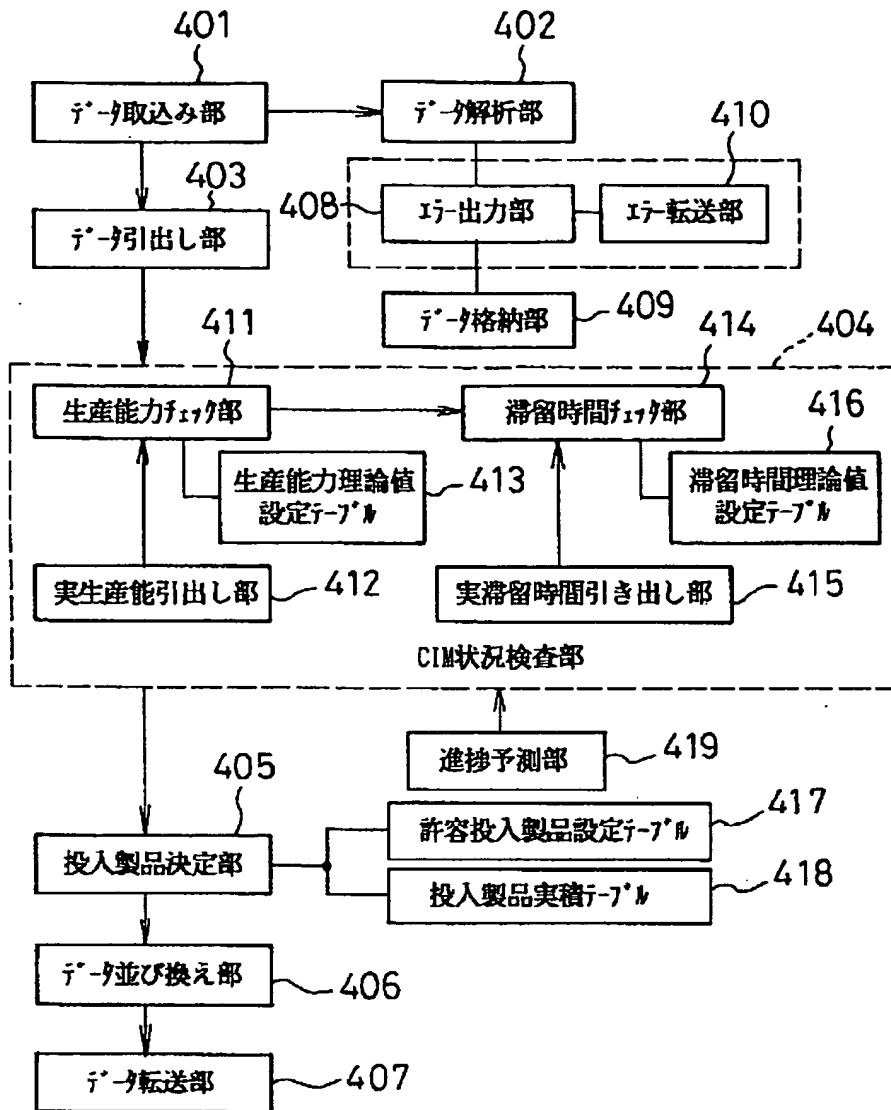 401
402
データ取込み部
データ解析部
410
403
408
エラー出力部
エラー転送部
データ引出し部
データ格納部
409
411
414
404
生産能力チェック部
滞留時間チェック部
416
生産能力理論値
設定テーブル
413
滞留時間理論値
設定テーブル
実生産能引出し部
412
実滞留時間引き出し部
415
CIM状況検査部
進捗予測部
419
405
417
許容投入製品設定テーブル
投入製品決定部
投入製品実積テーブル
418
データ並び換え部
406
データ転送部
407